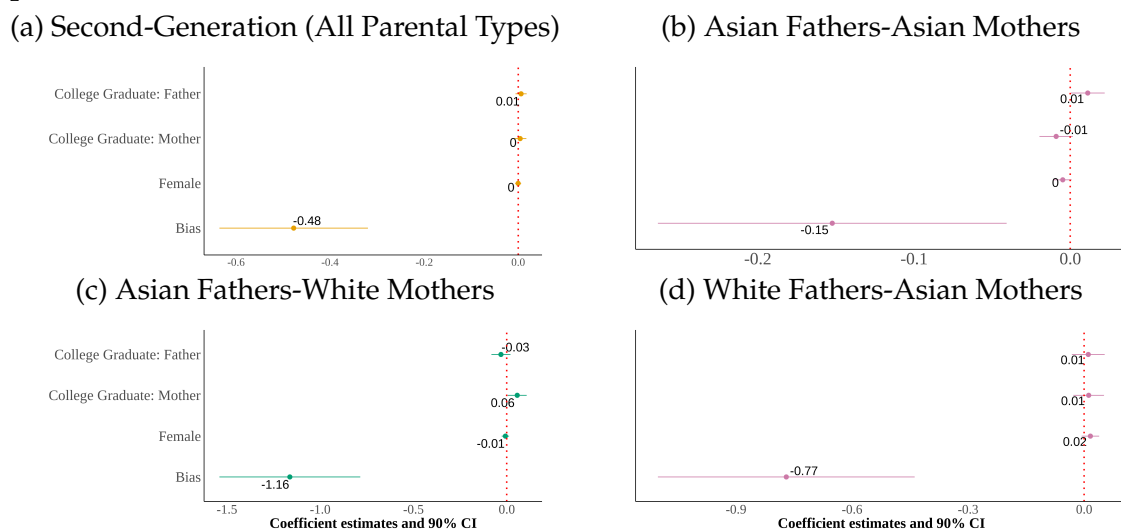 (a) Second-Generation (All Parental Types)
College Graduate: Father
0.01
College Graduate: Mother
0
Female
0
Bias
-0.48
-0.6 -0.4 -0.2 0.0
(b) Asian Fathers-Asian Mothers
0.01
-0.01
0
-0.15
-0.2 -0.1 0.0
(c) Asian Fathers-White Mothers
College Graduate: Father
-0.03
College Graduate: Mother
0.06
Female
-0.01
Bias
-1.16
-1.5 -1.0 -0.5 0.0
Coefficient estimates and 90% CI
(d) White Fathers-Asian Mothers
0.01
0.01
0.02
-0.77
-0.9 -0.6 -0.3 0.0
Coefficient estimates and 90% CI